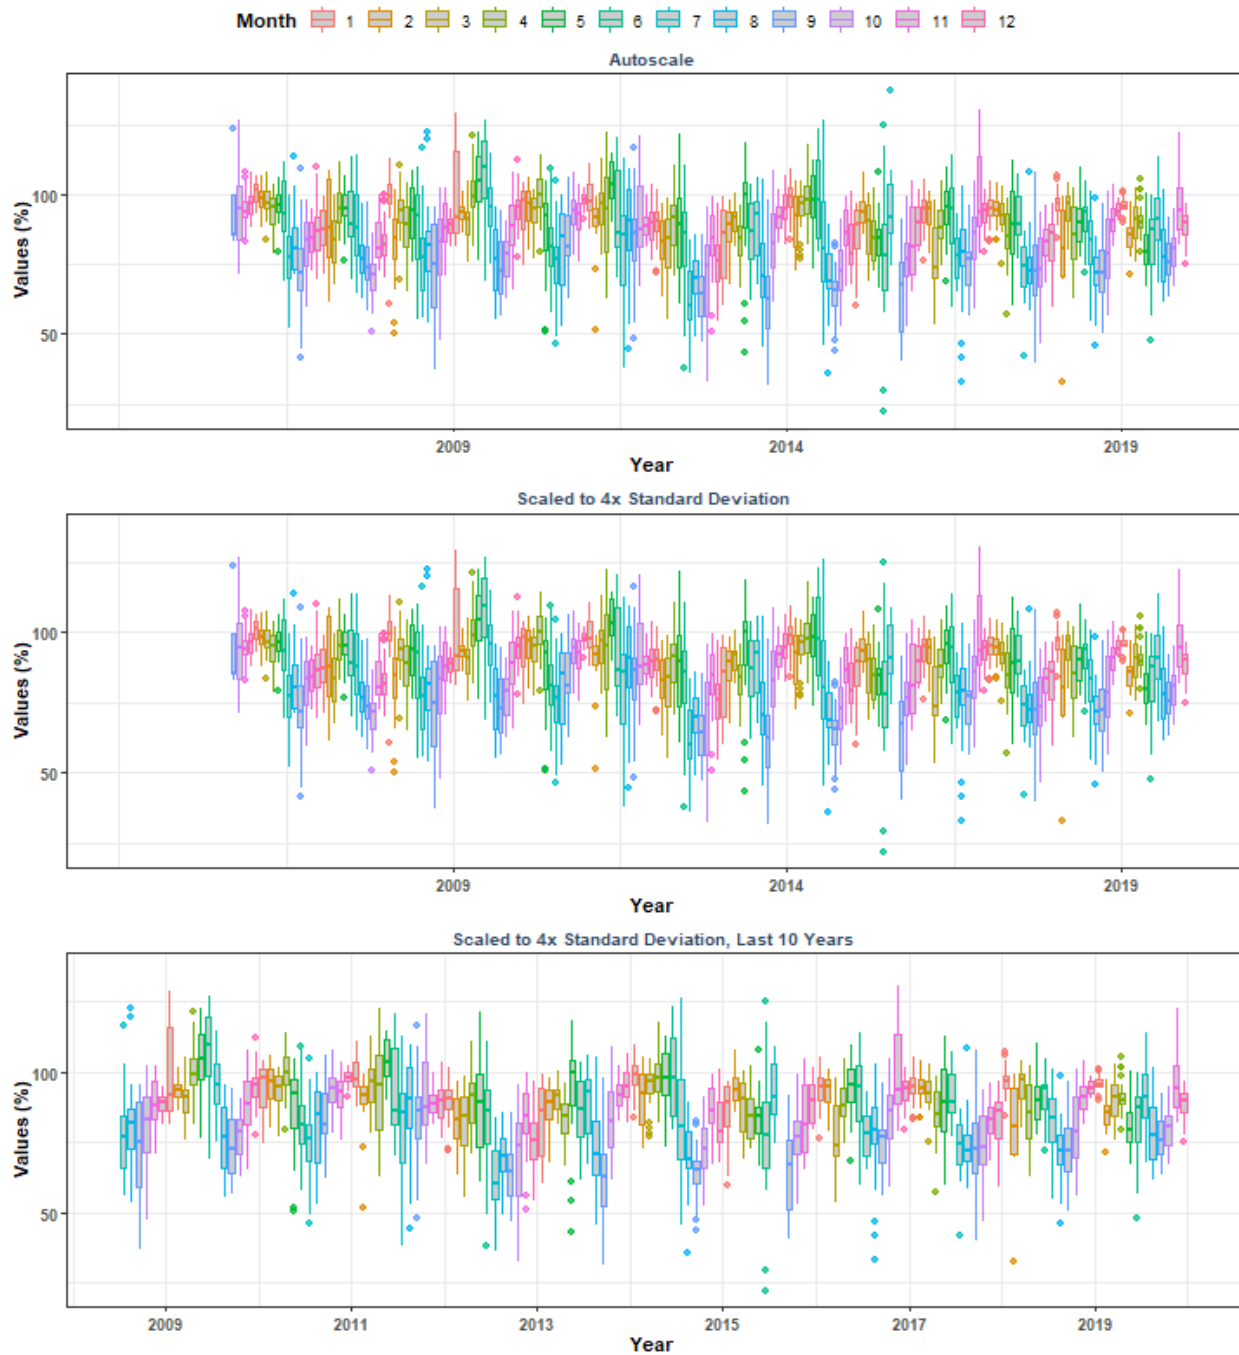 Month 1 2 3 4 5 6 7 8 9 10 11 12
Autoscale
Values (%)
100
50
2009 2014 2019
Year
Scaled to 4x Standard Deviation
Values (%)
100
50
2009 2014 2019
Year
Scaled to 4x Standard Deviation, Last 10 Years
Values (%)
100
50
2009 2011 2013 2015 2017 2019
Year